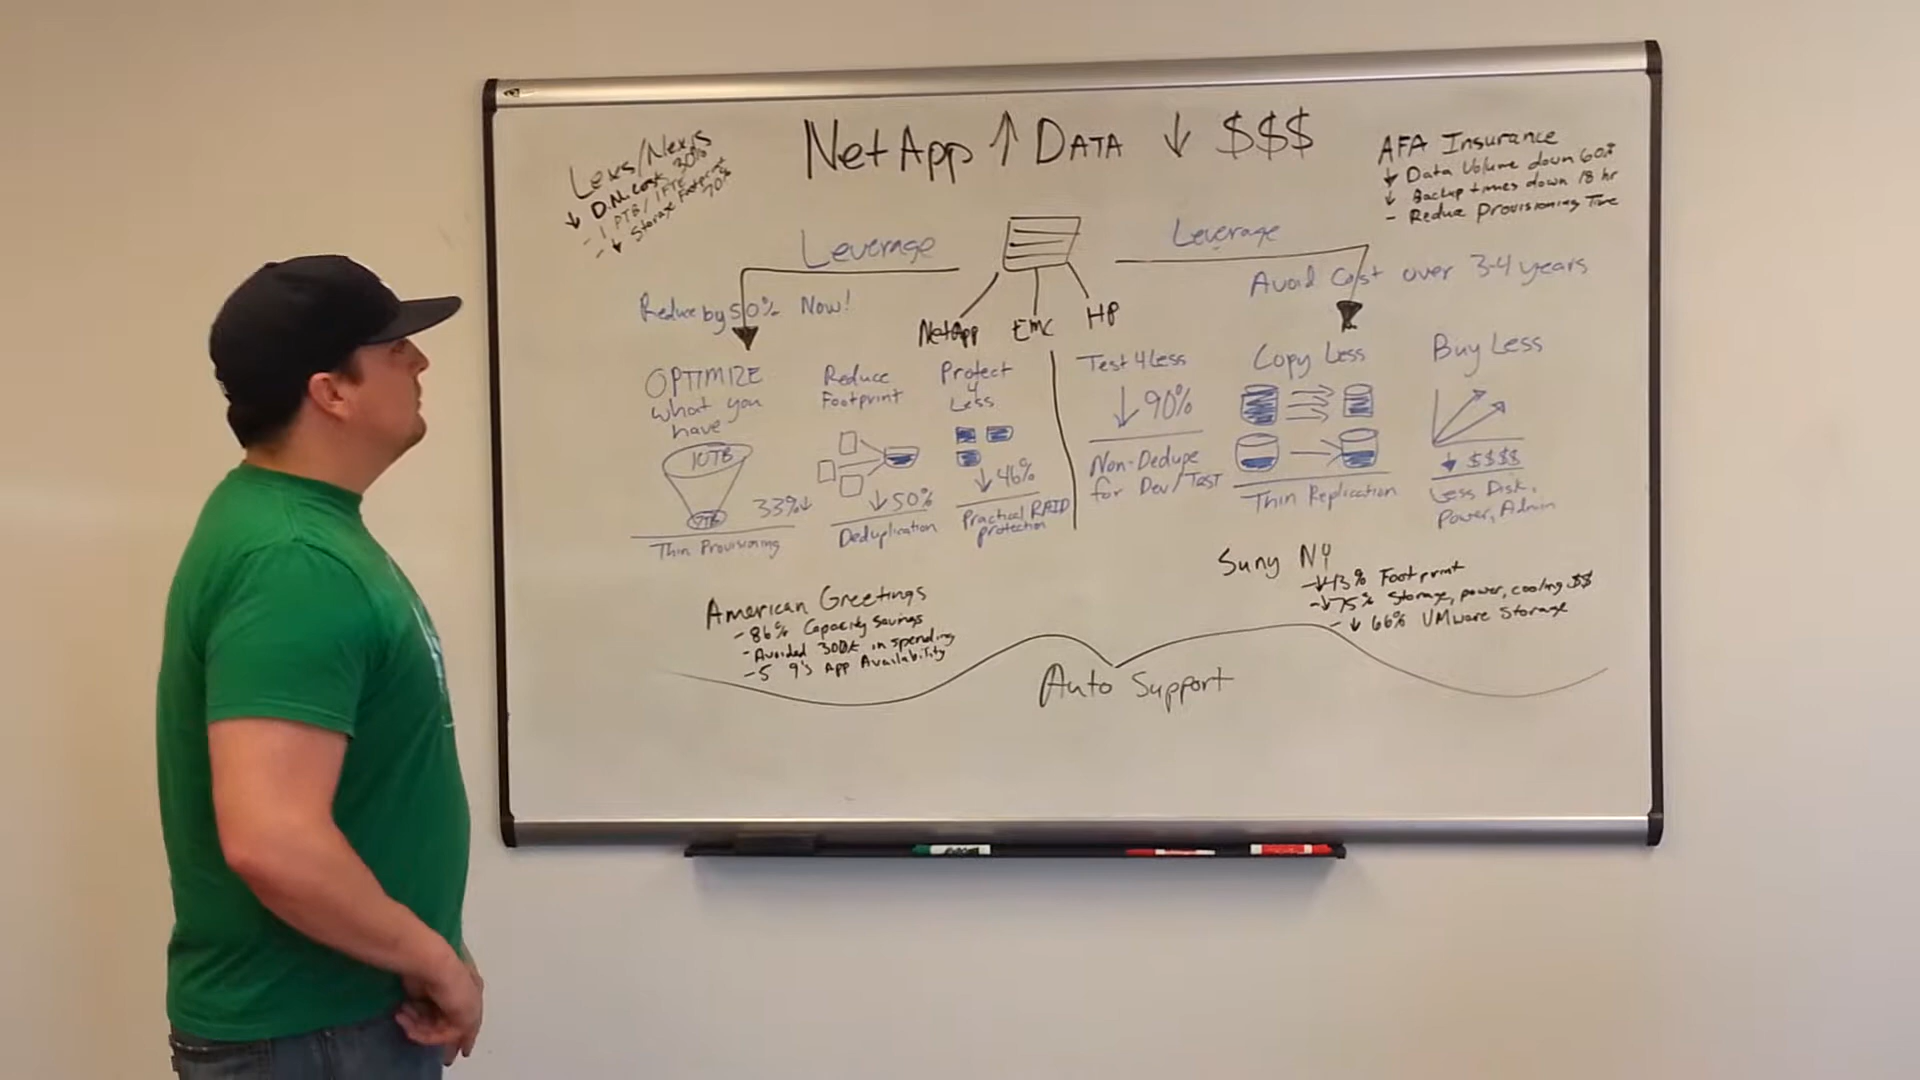 NetApp ↑ DATA ↓ $$$
Lexis/Nexis
↓ D.M. Cost 30%
- 1 PTB/1FTE
- ↓ Storage Footprint
70%
AFA Insurance
↓ Data Volume down 60%
↓ Backup times down 18 hr
- Reduce Provisioning Time
Leverage
Leverage
Reduce by 50% Now!
Avoid Cost over 3-4 years
NetApp EMC HP
OPTIMIZE
what you
have
10TB
33%↓
Thin Provisioning
Reduce
Footprint
↓50%
Deduplication
Protect
4
Less
↓46%
Practical RAID
protection
Test 4 Less
↓90%
Non-Dedupe
for Dev/Test
Copy Less
Thin Replication
Buy Less
↓ $$$$
Less Disk,
Power, Admin
American Greetings
- 86% Capacity Savings
- Avoided 300k in spending
- 5 9's App Availability
Suny NY
- ↓43% Footprint
- ↓75% Storage, power, cooling $$
- ↓ 66% VMware Storage
Auto Support